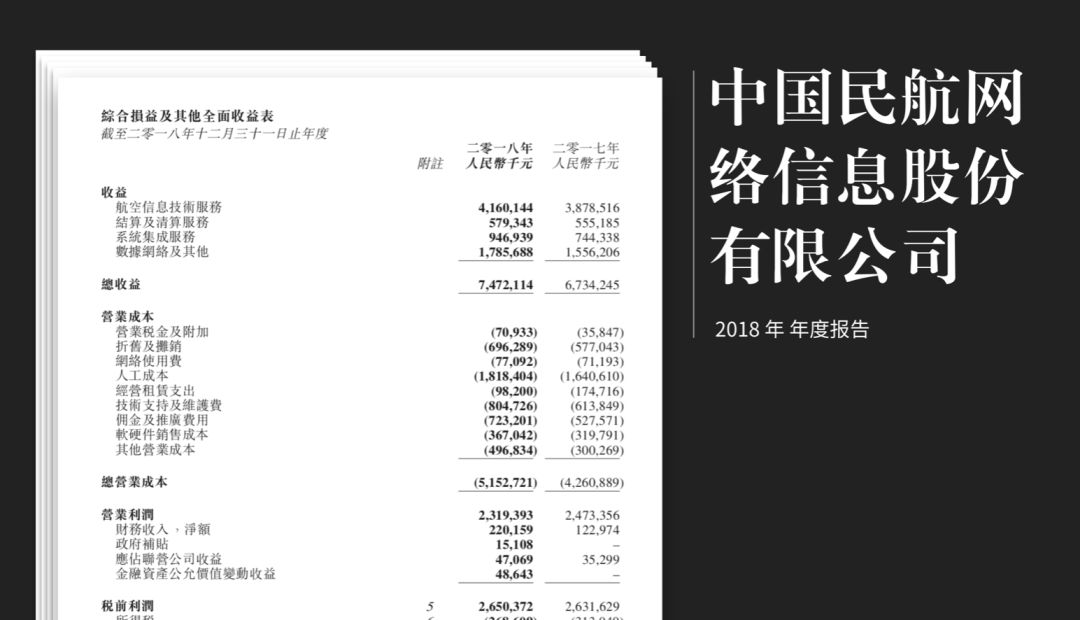 綜合損益及其他全面收益表
截至二零一八年十二月三十一日止年度
二零一八年 二零一七年
附註 人民幣千元 人民幣千元
收益
航空信息技術服務 4,160,144 3,878,516
結算及清算服務 579,343 555,185
系統集成服務 946,939 744,338
數據網絡及其他 1,785,688 1,556,206
總收益 7,472,114 6,734,245
營業成本
營業税金及附加 (70,933) (35,847)
折舊及攤銷 (696,289) (577,043)
網絡使用費 (77,092) (71,193)
人工成本 (1,818,404) (1,640,610)
經營租賃支出 (98,200) (174,716)
技術支持及維護費 (804,726) (613,849)
佣金及推廣費用 (723,201) (527,571)
軟硬件銷售成本 (367,042) (319,791)
其他營業成本 (496,834) (300,269)
總營業成本 (5,152,721) (4,260,889)
營業利潤 2,319,393 2,473,356
財務收入、淨額 220,159 122,974
政府補貼 15,108 –
應佔聯營公司收益 47,069 35,299
金融資產公允價值變動收益 48,643 –
税前利潤 5 2,650,372 2,631,629
中国民航网
络信息股份
有限公司
2018 年 年度报告